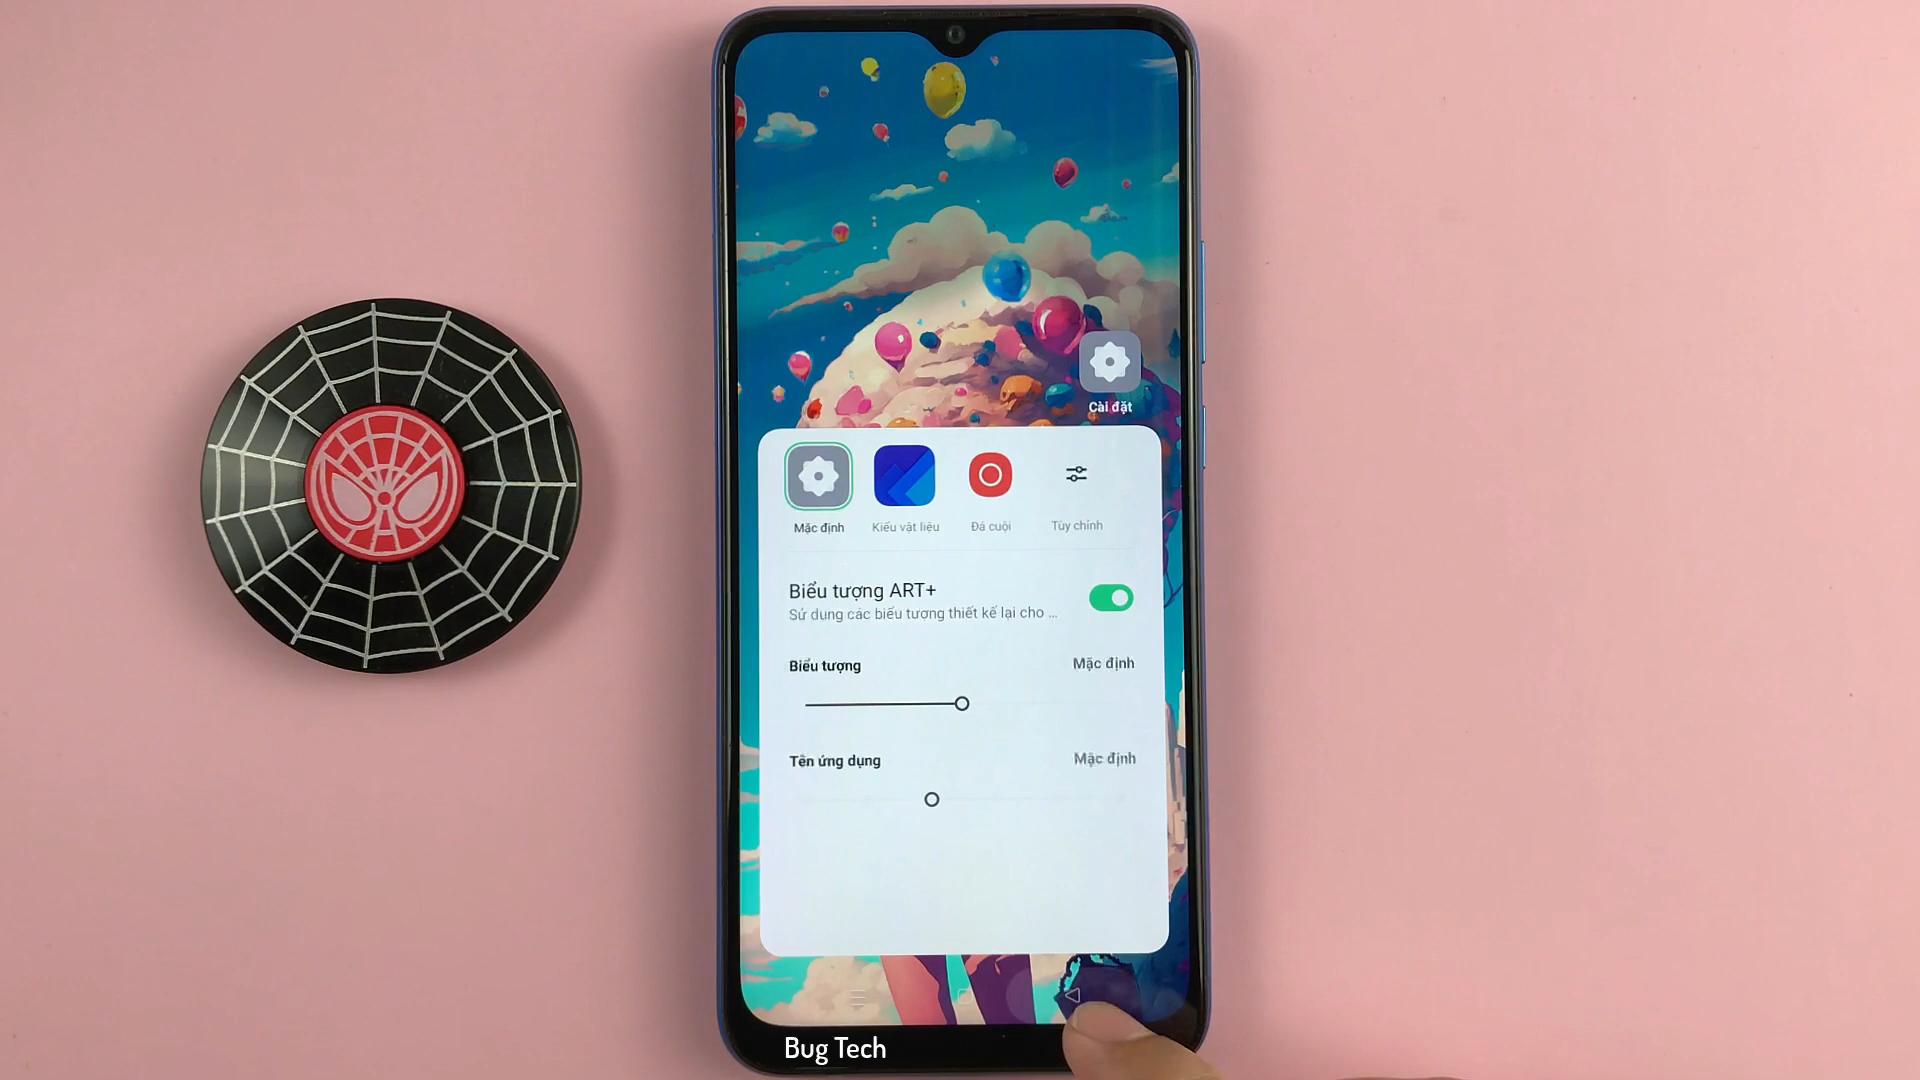 Cài đặt
Mặc định
Kiểu vật liệu
Đá cuội
Tùy chỉnh
Biểu tượng ART+
Sử dụng các biểu tượng thiết kế lại cho ...
Biểu tượng
Mặc định
Tên ứng dụng
Mặc định
Bug Tech